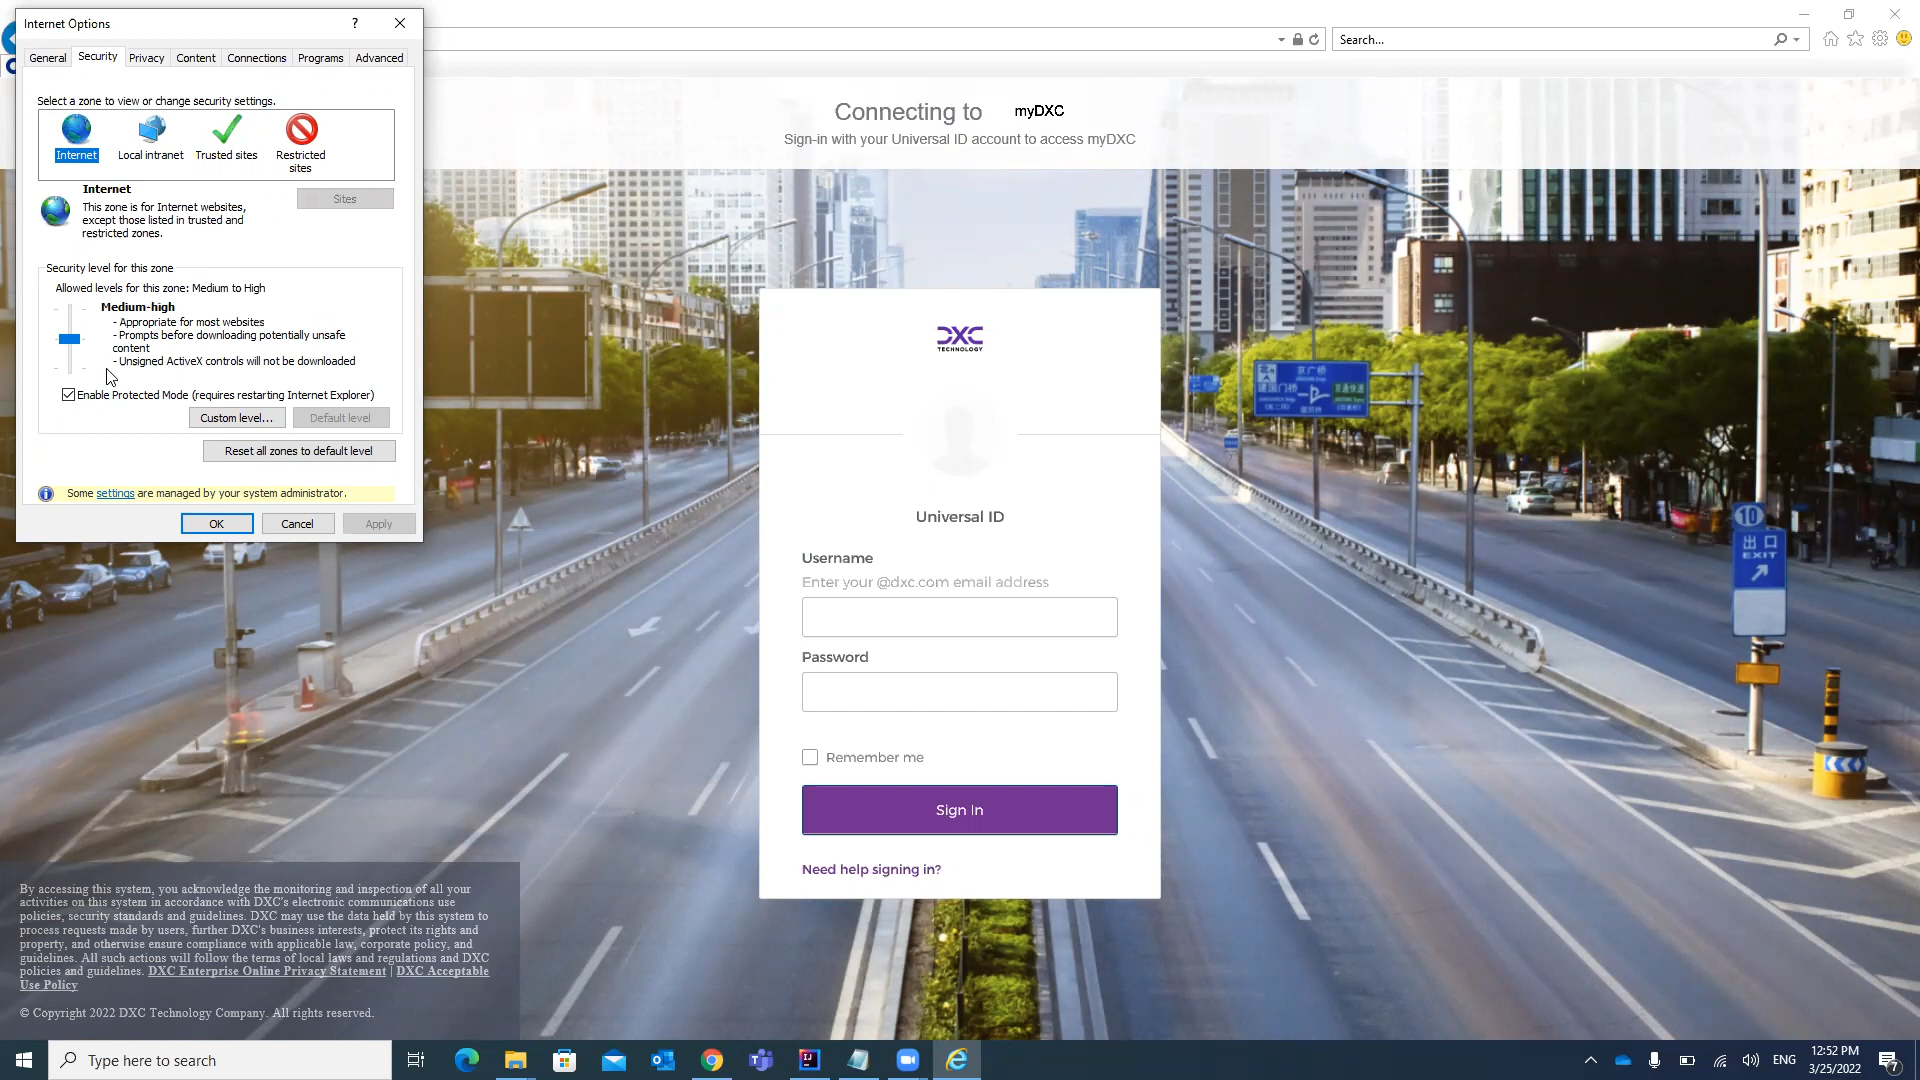 Internet Options
?
General
Security
Privacy
Content
Connections
Programs
Advanced
Select a zone to view or change security settings.
Internet
Local intranet
Trusted sites
Restricted
sites
Internet
Sites
This zone is for Internet websites,
except those listed in trusted and
restricted zones.
Security level for this zone
Allowed levels for this zone: Medium to High
Medium-high
- Appropriate for most websites
- Prompts before downloading potentially unsafe
content
- Unsigned ActiveX controls will not be downloaded
Enable Protected Mode (requires restarting Internet Explorer)
Custom level...
Default level
Reset all zones to default level
Some settings are managed by your system administrator.
OK
Cancel
Apply
Search...
Connecting to myDXC
Sign-in with your Universal ID account to access myDXC
DXC
TECHNOLOGY
Universal ID
Username
Enter your @dxc.com email address
Password
Remember me
Sign In
Need help signing in?
京广桥
10
出口
EXIT
By accessing this system, you acknowledge the monitoring and inspection of all your
activities on this system in accordance with DXC's electronic communications use
policies, security standards and guidelines. DXC may use the data held by this system to
process requests made by users, further DXC's business interests, protect its rights and
property, and otherwise ensure compliance with applicable law, corporate policy, and
guidelines. All such actions will follow the terms of local laws and regulations and DXC
policies and guidelines. DXC Enterprise Online Privacy Statement | DXC Acceptable
Use Policy
© Copyright 2022 DXC Technology Company. All rights reserved.
Type here to search
ENG
12:52 PM
3/25/2022
7